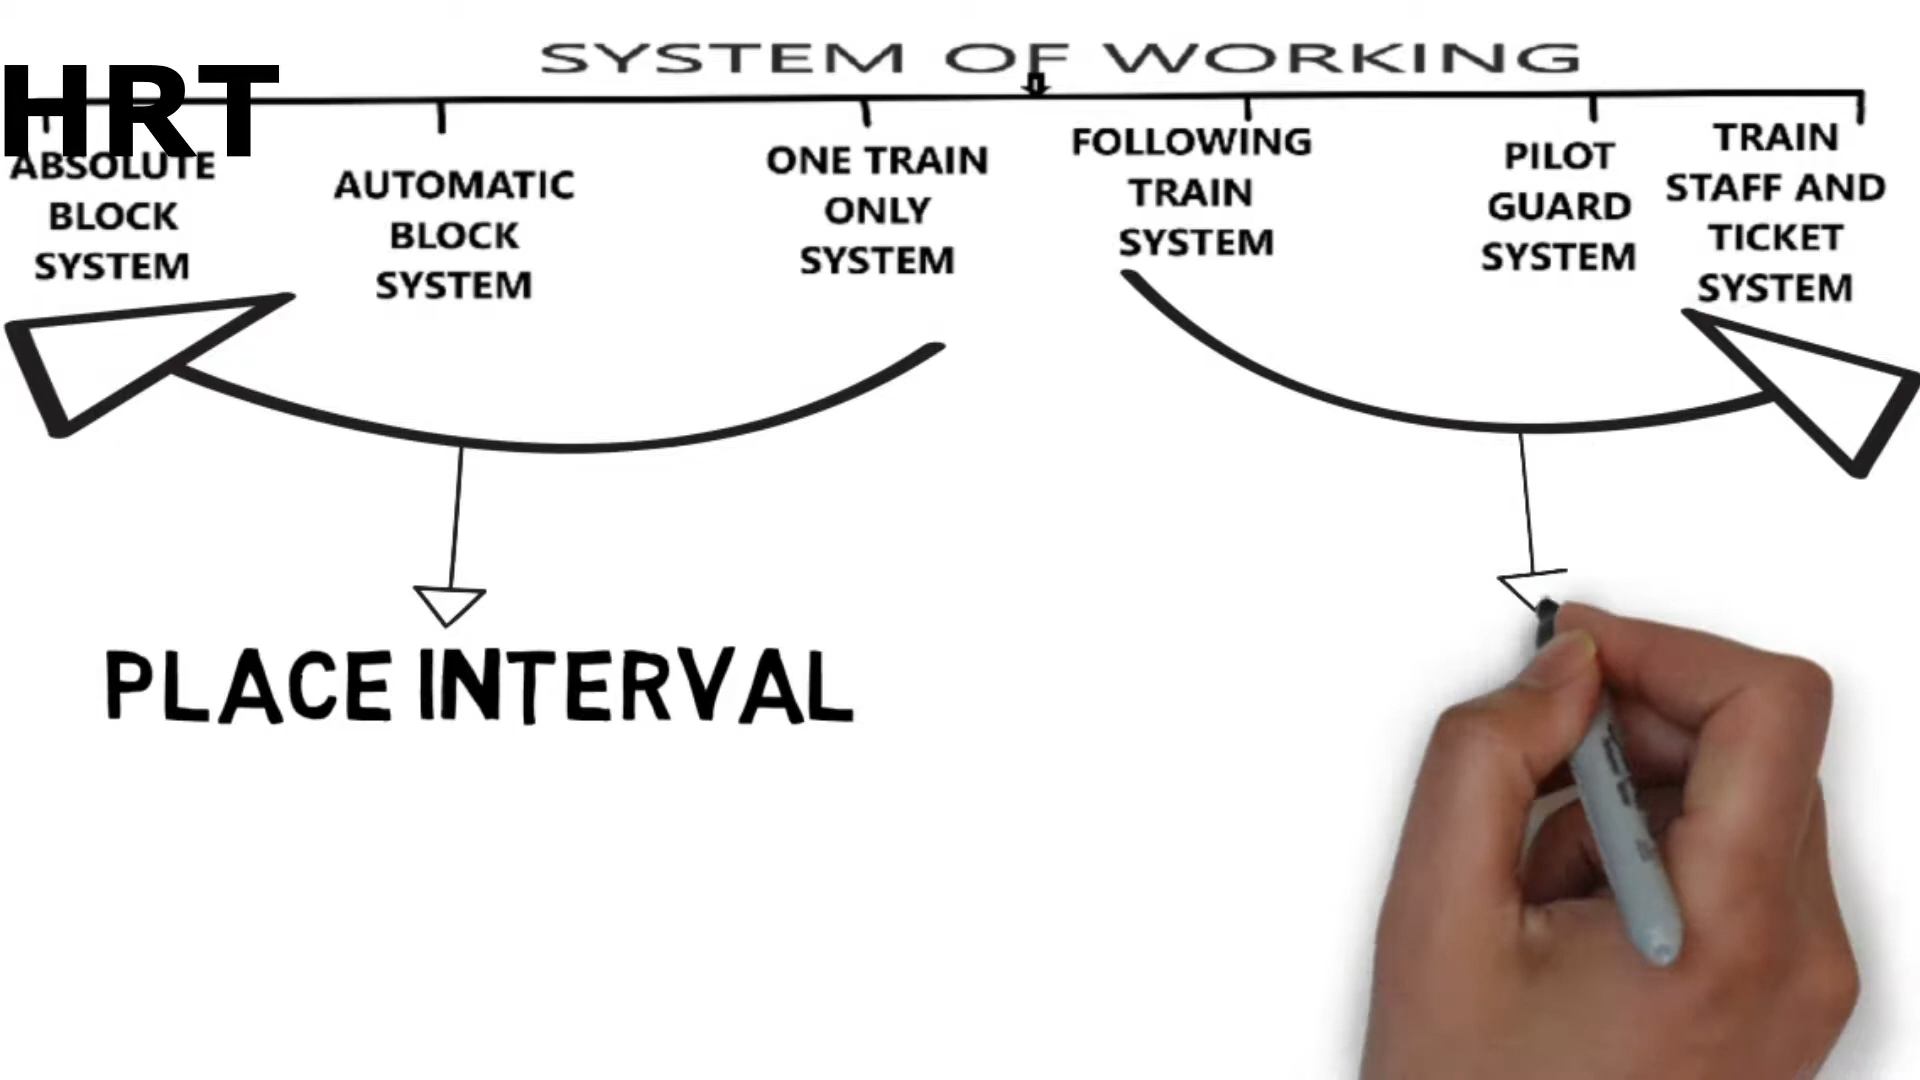 SYSTEM OF WORKING
HRT
ABSOLUTE
BLOCK
SYSTEM
AUTOMATIC
BLOCK
SYSTEM
ONE TRAIN
ONLY
SYSTEM
FOLLOWING
TRAIN
SYSTEM
PILOT
GUARD
SYSTEM
TRAIN
STAFF AND
TICKET
SYSTEM
PLACE INTERVAL